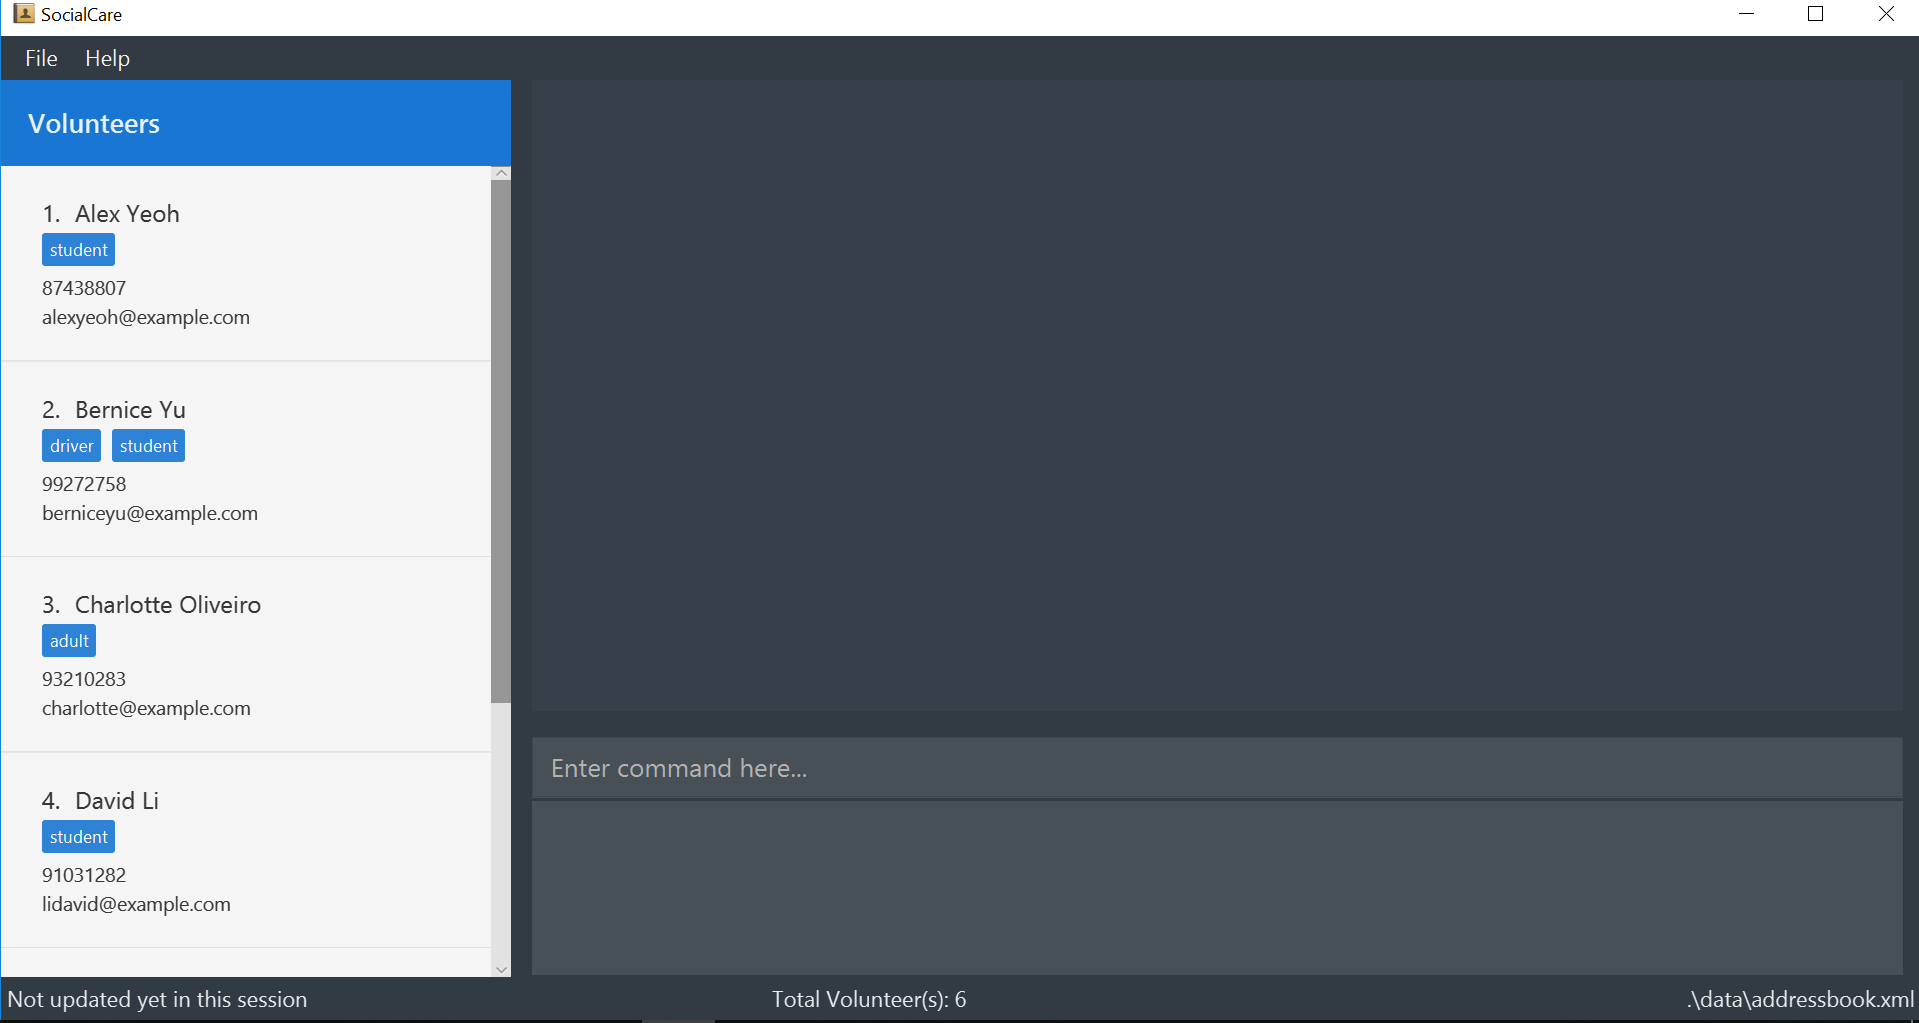 SocialCare
File Help
Volunteers
1. Alex Yeoh
student
87438807
alexyeoh@example.com
2. Bernice Yu
driver student
99272758
berniceyu@example.com
3. Charlotte Oliveiro
adult
93210283
charlotte@example.com
4. David Li
student
91031282
lidavid@example.com
Enter command here...
Not updated yet in this session
Total Volunteer(s): 6
.\data\addressbook.xml